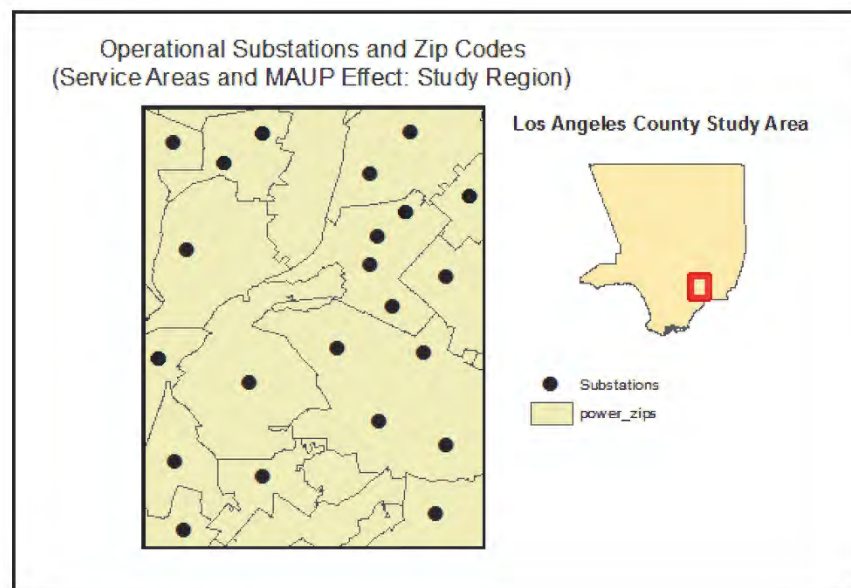 Operational Substations and Zip Codes
(Service Areas and MAUP Effect: Study Region)
Los Angeles County Study Area
Substations
power_zips